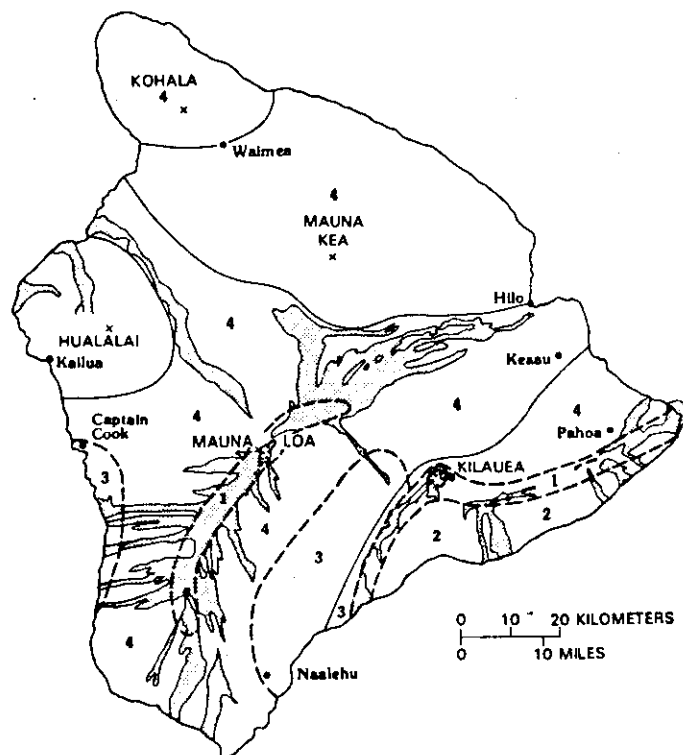 KOHALA
4
Waimea
4
MAUNA
KEA
Hilo
4
HUALALAI
Kailua
Keaau
4
4
4
Captain
Cook
Pahoa
MAUNA LOA
KILAUEA
3
1
1
4
2
2
3
3
4
Naalehu
0 10 20 KILOMETERS
0 10 MILES